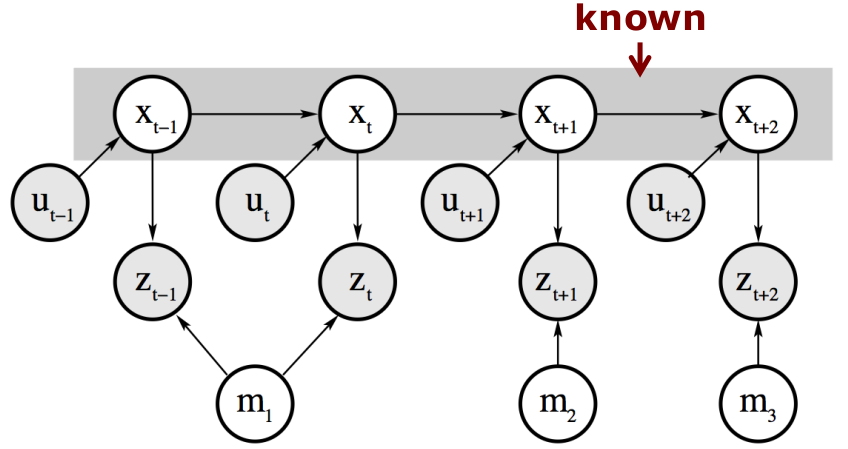 known
x_{t-1} x_t x_{t+1} x_{t+2}
u_{t-1} u_t u_{t+1} u_{t+2}
z_{t-1} z_t z_{t+1} z_{t+2}
m_1 m_2 m_3